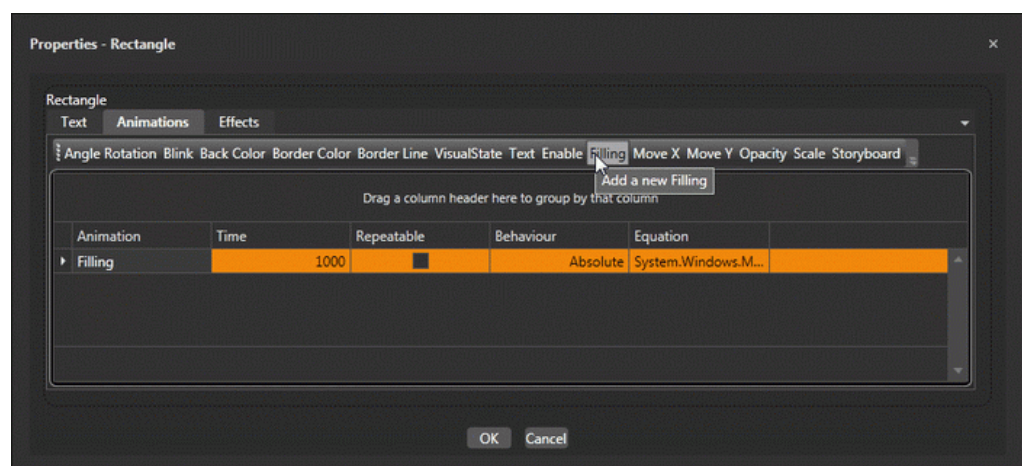 Properties - Rectangle
Rectangle
Text Animations Effects
Angle Rotation Blink Back Color Border Color Border Line VisualState Text Enable Filling Move X Move Y Opacity Scale Storyboard
Add a new Filling
Drag a column header here to group by that column
Animation Time Repeatable Behaviour Equation
Filling 1000 Absolute System.Windows.M...
OK Cancel